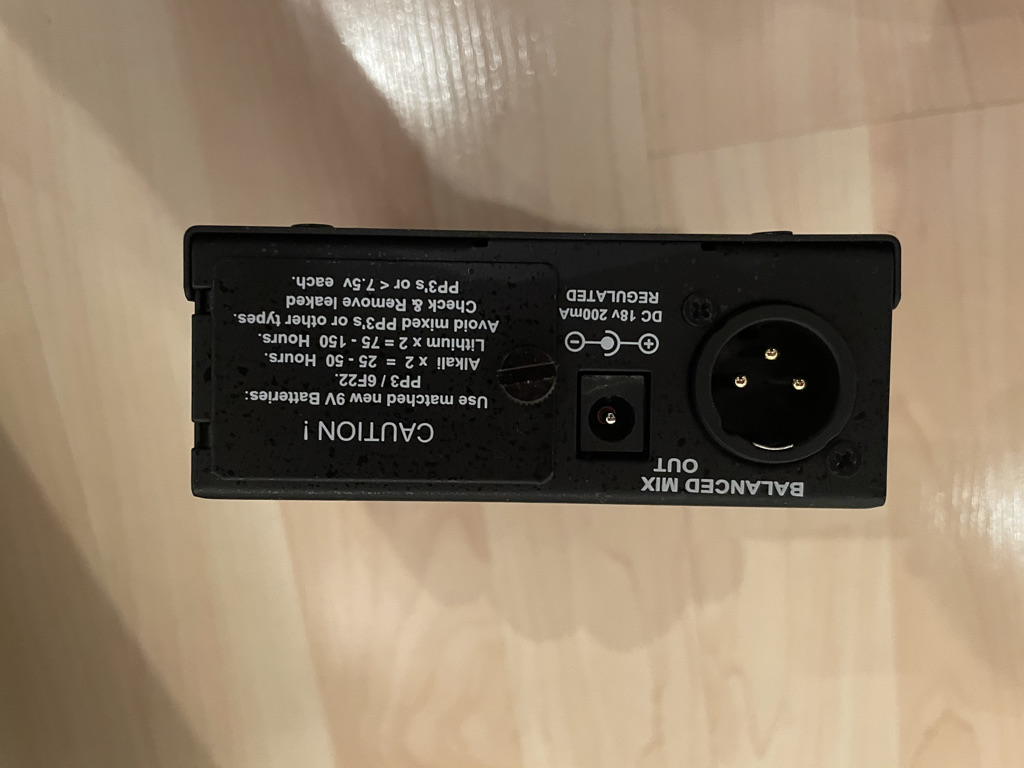 BALANCED MIX
OUT
DC 18v 200mA
REGULATED
CAUTION !
Use matched new 9V Batteries:
PP3 / 6F22.
Alkali x 2 = 25 - 50 Hours.
Lithium x 2 = 75 - 150 Hours.
Avoid mixed PP3's or other types.
Check & Remove leaked
PP3's or < 7.5v each.